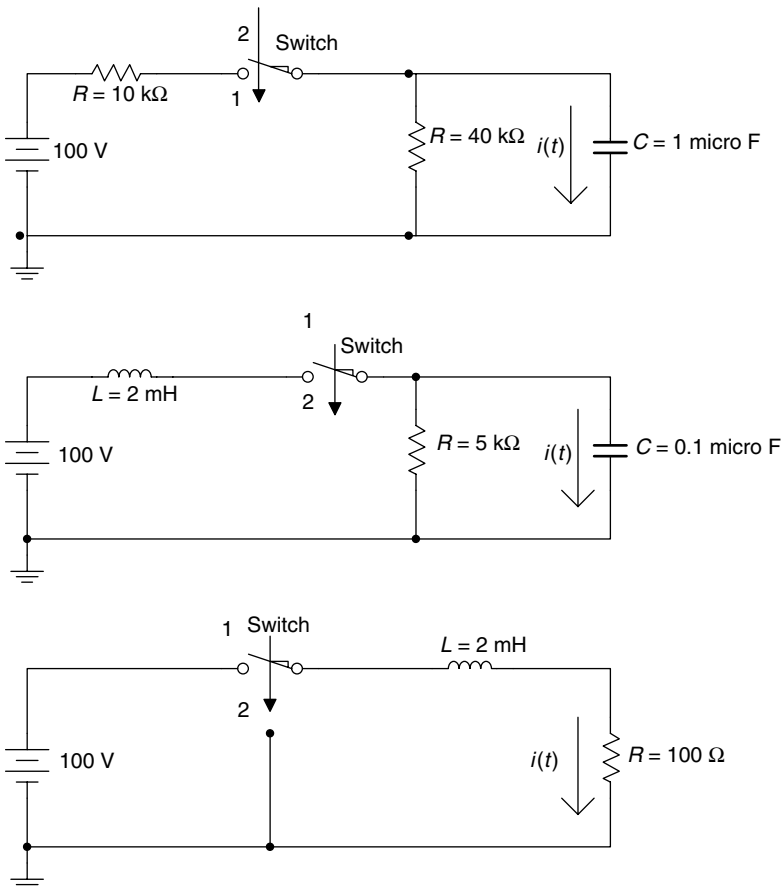 2
Switch
R = 10 kΩ
1
100 V
R = 40 kΩ
i(t)
C = 1 micro F
1
Switch
L = 2 mH
2
100 V
R = 5 kΩ
i(t)
C = 0.1 micro F
1 Switch
L = 2 mH
2
100 V
i(t)
R = 100 Ω